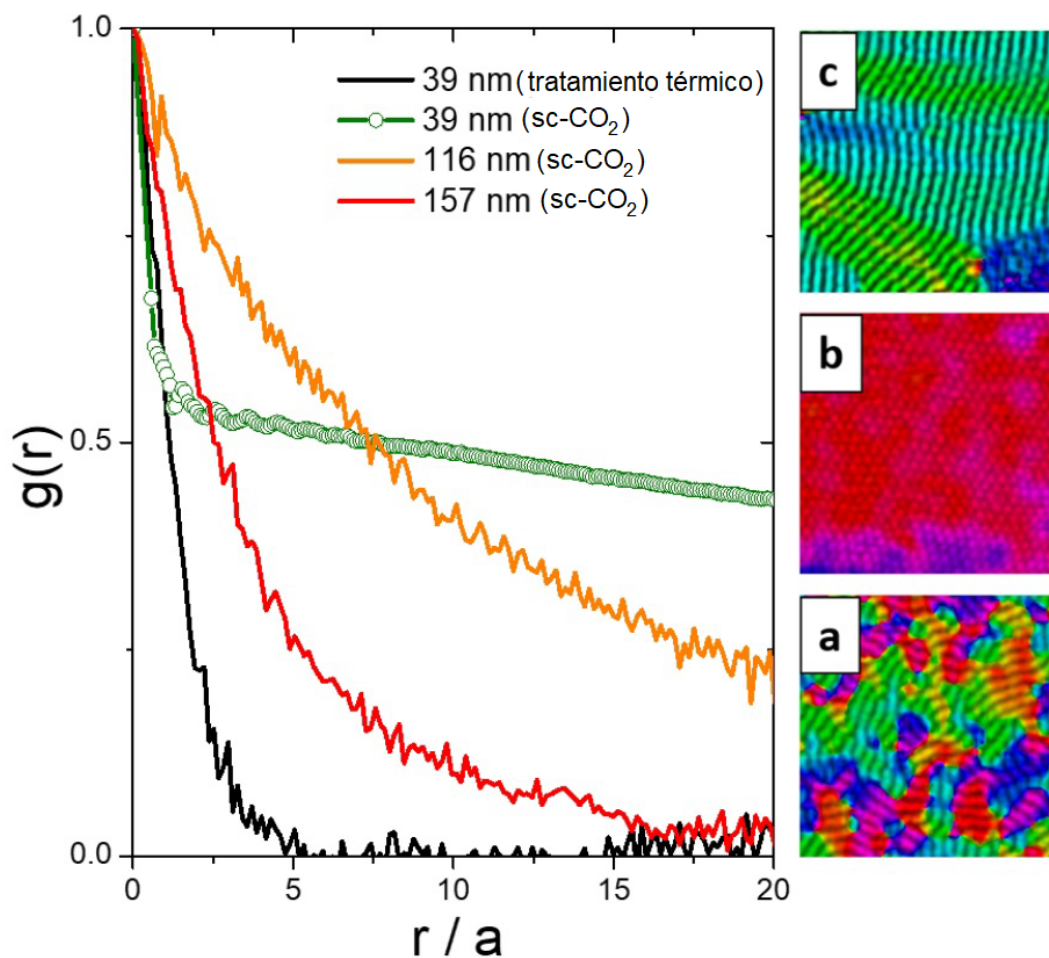 1.0
39 nm (tratamiento térmico)
39 nm (sc-CO₂)
116 nm (sc-CO₂)
157 nm (sc-CO₂)
g(r)
0.5
0.0
0 5 10 15 20
r / a
c
b
a